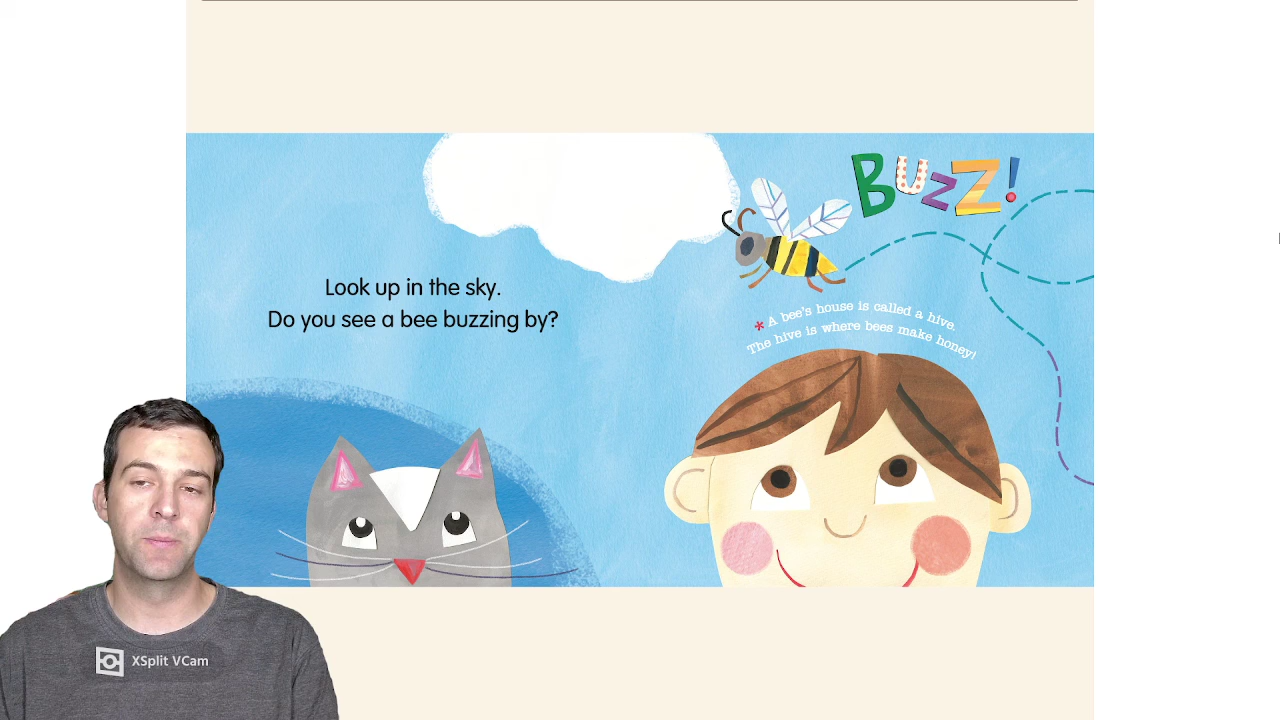 Look up in the sky.
Do you see a bee buzzing by?
BUZZ!
* A bee's house is called a hive.
The hive is where bees make honey!
XSplit VCam